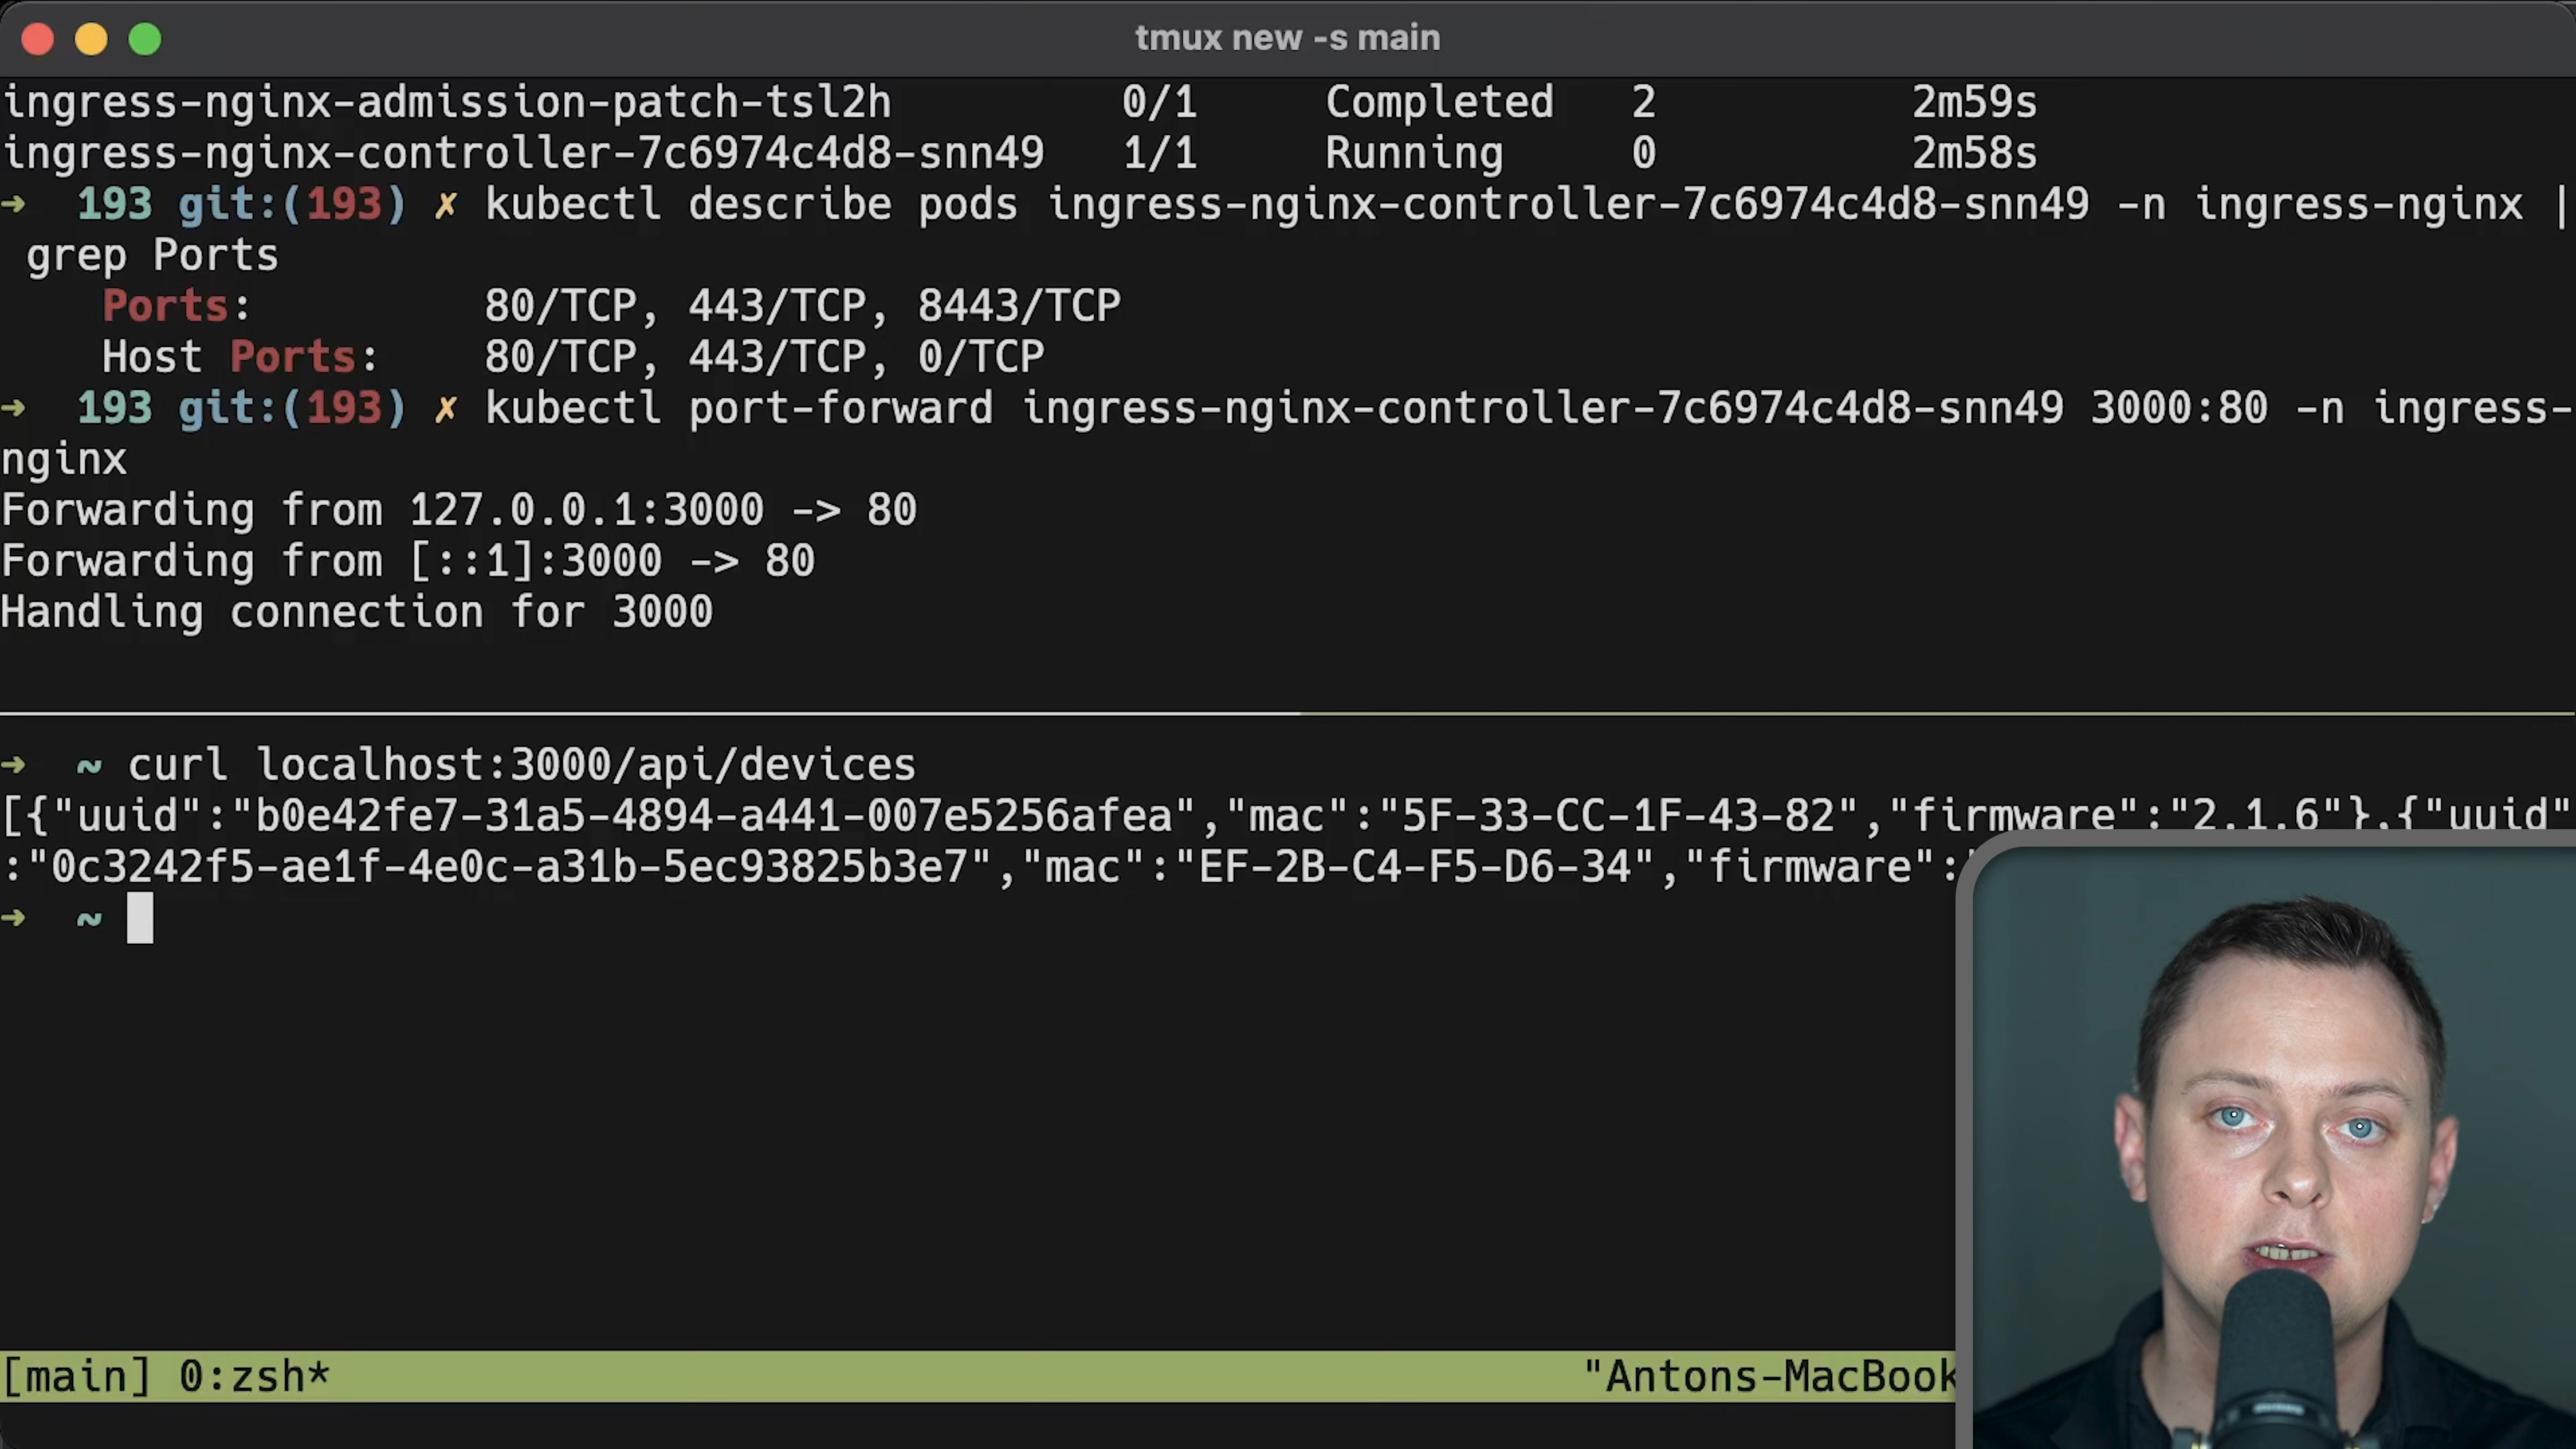 tmux new -s main
ingress-nginx-admission-patch-tsl2h 0/1 Completed 2 2m59s
ingress-nginx-controller-7c6974c4d8-snn49 1/1 Running 0 2m58s
→ 193 git:(193) ✗ kubectl describe pods ingress-nginx-controller-7c6974c4d8-snn49 -n ingress-nginx |
grep Ports
Ports: 80/TCP, 443/TCP, 8443/TCP
Host Ports: 80/TCP, 443/TCP, 0/TCP
→ 193 git:(193) ✗ kubectl port-forward ingress-nginx-controller-7c6974c4d8-snn49 3000:80 -n ingress-
nginx
Forwarding from 127.0.0.1:3000 -> 80
Forwarding from [::1]:3000 -> 80
Handling connection for 3000
→ ~ curl localhost:3000/api/devices
[{"uuid":"b0e42fe7-31a5-4894-a441-007e5256afea","mac":"5F-33-CC-1F-43-82","firmware":"2.1.6"},{"uuid"
:"0c3242f5-ae1f-4e0c-a31b-5ec93825b3e7","mac":"EF-2B-C4-F5-D6-34","firmware":
→ ~
[main] 0:zsh* "Antons-MacBook